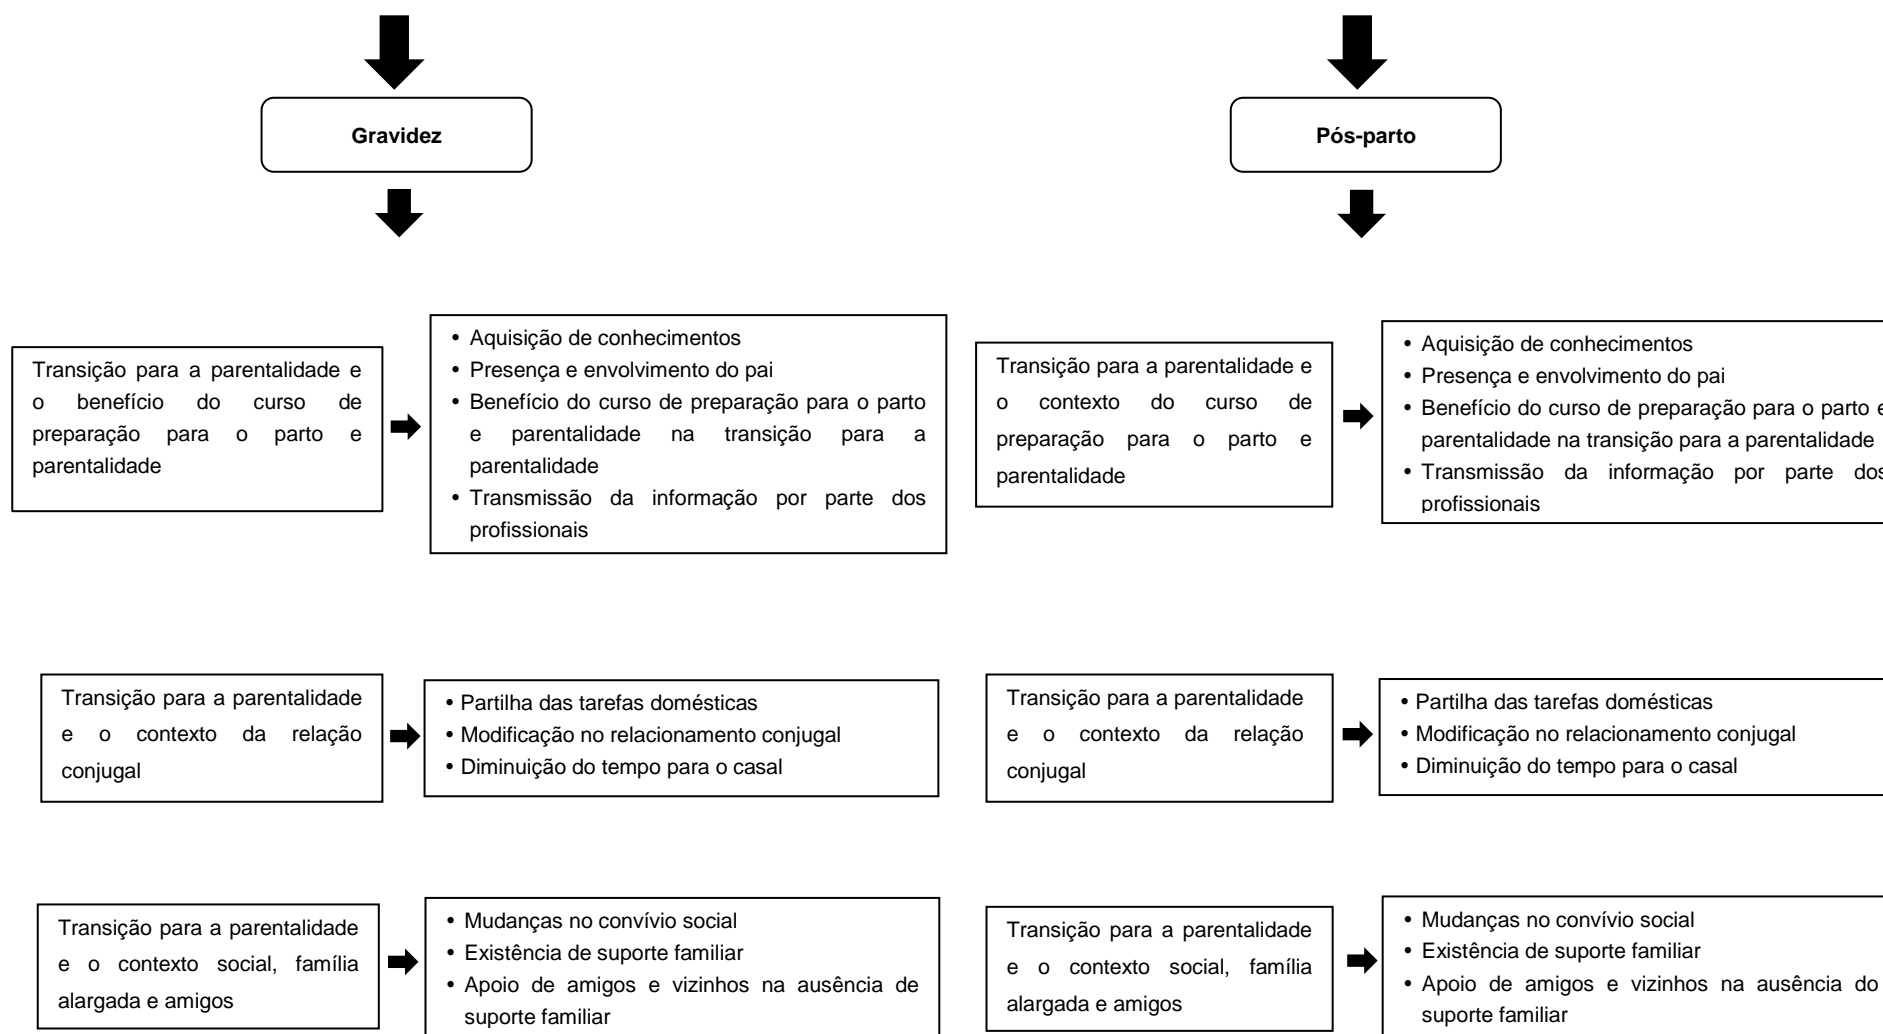 Gravidez
Transição para a parentalidade e
o benefício do curso de
preparação para o parto e
parentalidade
• Aquisição de conhecimentos
• Presença e envolvimento do pai
• Benefício do curso de preparação para o parto
e parentalidade na transição para a
parentalidade
• Transmissão da informação por parte dos
profissionais
Transição para a parentalidade
e o contexto da relação
conjugal
• Partilha das tarefas domésticas
• Modificação no relacionamento conjugal
• Diminuição do tempo para o casal
Transição para a parentalidade
e o contexto social, família
alargada e amigos
• Mudanças no convívio social
• Existência de suporte familiar
• Apoio de amigos e vizinhos na ausência de
suporte familiar
Pós-parto
Transição para a parentalidade e
o contexto do curso de
preparação para o parto e
parentalidade
• Aquisição de conhecimentos
• Presença e envolvimento do pai
• Benefício do curso de preparação para o parto e
parentalidade na transição para a parentalidade
• Transmissão da informação por parte dos
profissionais
Transição para a parentalidade
e o contexto da relação
conjugal
• Partilha das tarefas domésticas
• Modificação no relacionamento conjugal
• Diminuição do tempo para o casal
Transição para a parentalidade
e o contexto social, família
alargada e amigos
• Mudanças no convívio social
• Existência de suporte familiar
• Apoio de amigos e vizinhos na ausência do
suporte familiar